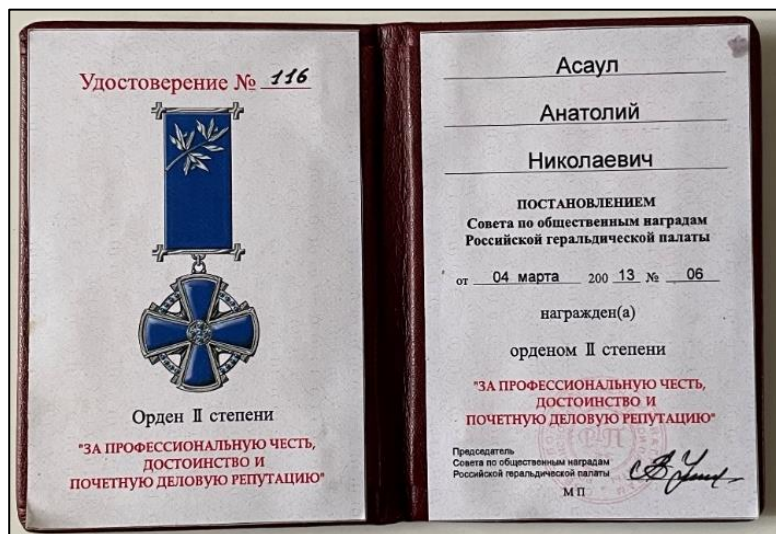 Удостоверение № 116
Орден II степени
"ЗА ПРОФЕССИОНАЛЬНУЮ ЧЕСТЬ,
ДОСТОИНСТВО И
ПОЧЕТНУЮ ДЕЛОВУЮ РЕПУТАЦИЮ"
Асаул
Анатолий
Николаевич
ПОСТАНОВЛЕНИЕМ
Совета по общественным наградам
Российской геральдической палаты
от 04 марта 200 13 № 06
награжден(а)
орденом II степени
"ЗА ПРОФЕССИОНАЛЬНУЮ ЧЕСТЬ,
ДОСТОИНСТВО И
ПОЧЕТНУЮ ДЕЛОВУЮ РЕПУТАЦИЮ"
Председатель
Совета по общественным наградам
Российской геральдической палаты
М П